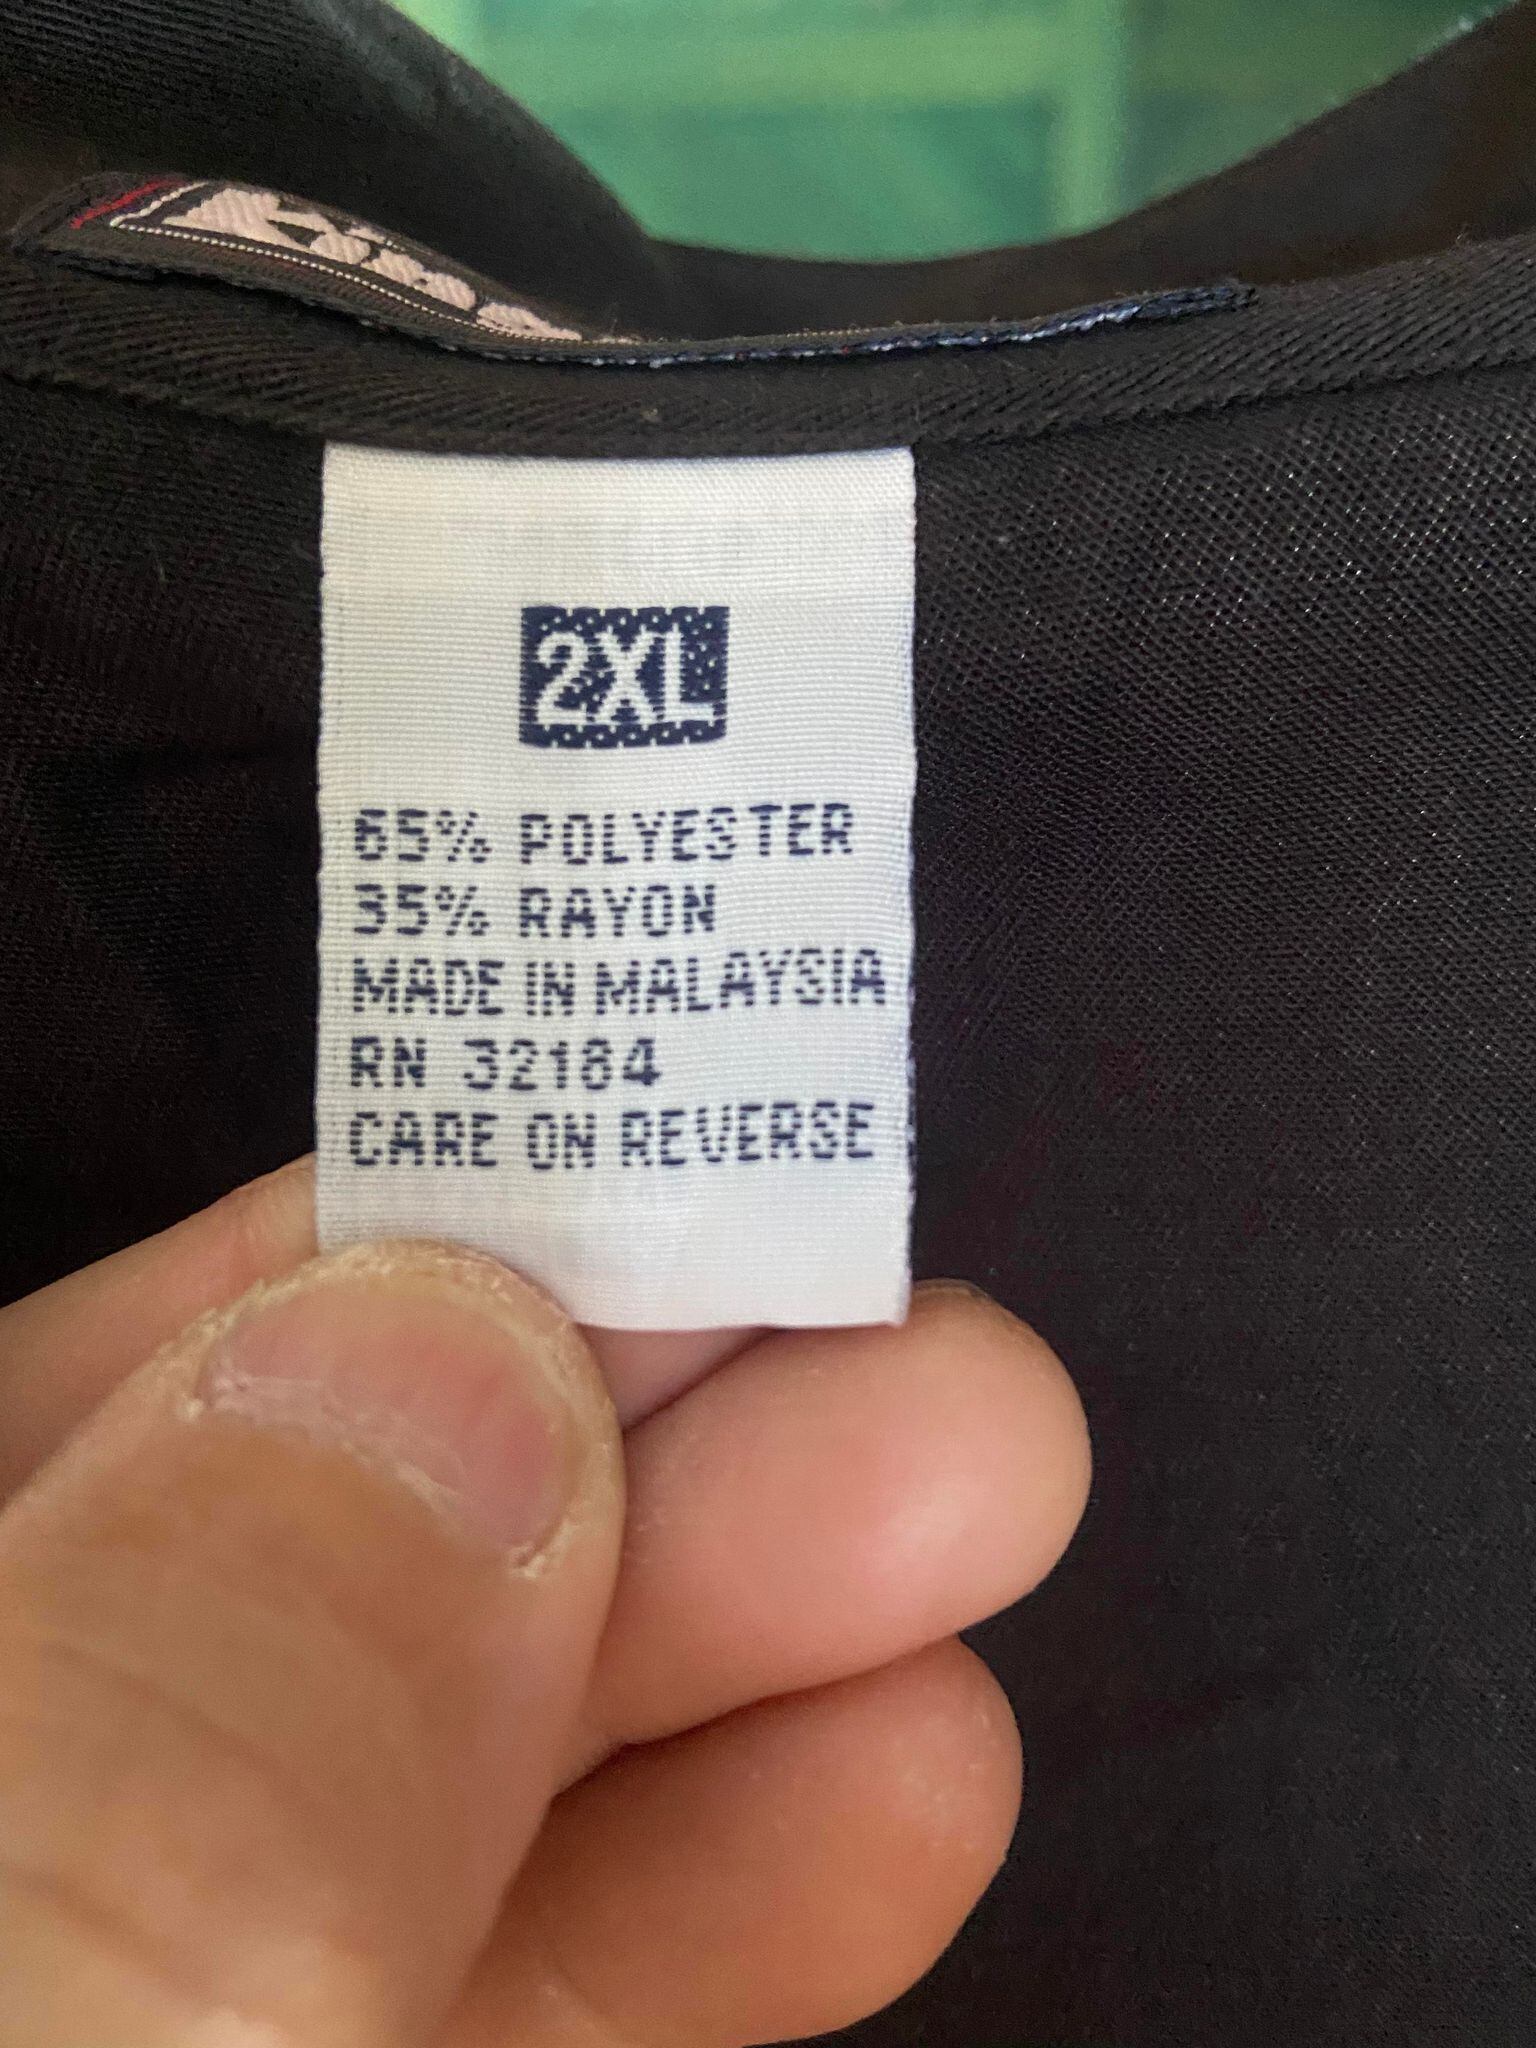 2XL
65% POLYESTER
35% RAYON
MADE IN MALAYSIA
RN 32184
CARE ON REVERSE